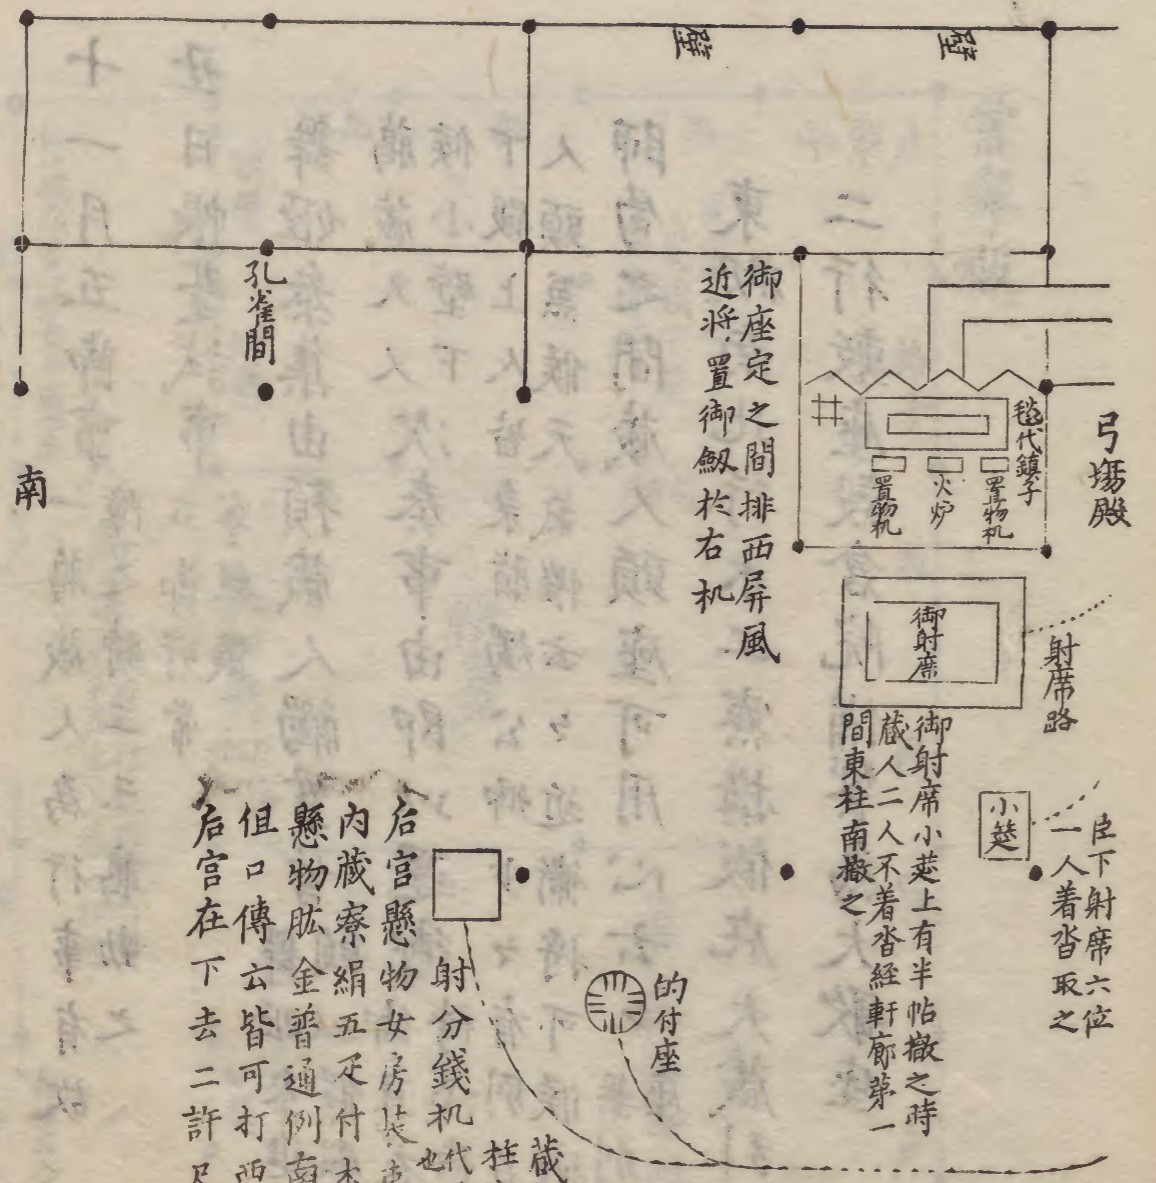 壁
壁
弓場殿
毯代鎮子
置物机
火炉
置物机
御座定之間排西屏風
近将置御劔於右机
孔雀間
南
御射席
射席路
臣下射席六位
一人着沓取之
小莚
御射席小莚上有半帖撤之時
蔵人二人不着沓経軒廊第一
間東柱南撤之
的付座
蔵
柱
射分錢机代
也
后宮懸物女房
内蔵寮絹五疋付
懸物肱金普通例南
但口傳云皆可打西
后宮在下去二許尺